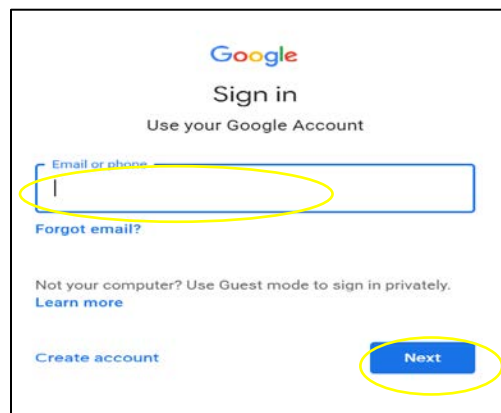 Google
Sign in
Use your Google Account
Email or phone
Forgot email?
Not your computer? Use Guest mode to sign in privately.
Learn more
Create account
Next